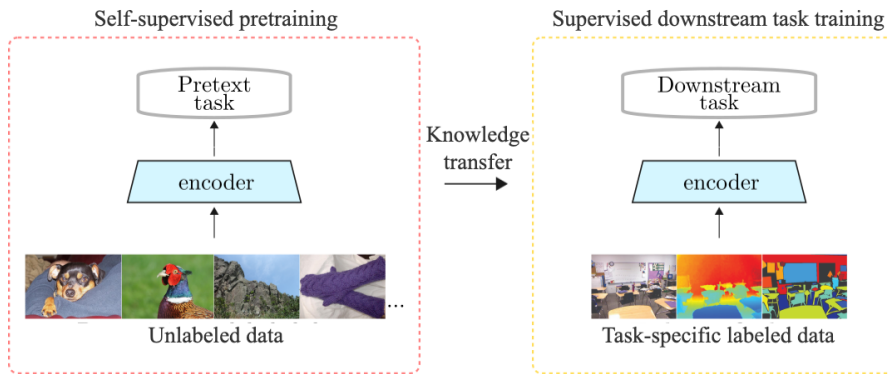 Self-supervised pretraining
Supervised downstream task training
Pretext
task
encoder
Unlabeled data
...
Knowledge
transfer
Downstream
task
encoder
Task-specific labeled data